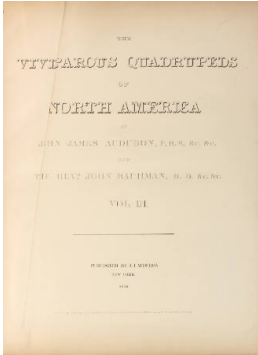 THE
VIVIPAROUS QUADRUPEDS
OF
NORTH AMERICA
BY
JOHN JAMES AUDUBON, F.R.S. &c. &c.
AND
THE REVD JOHN BACHMAN, D. D. &c. &c.
VOL. III.
PUBLISHED BY J. J. AUDUBON
NEW YORK